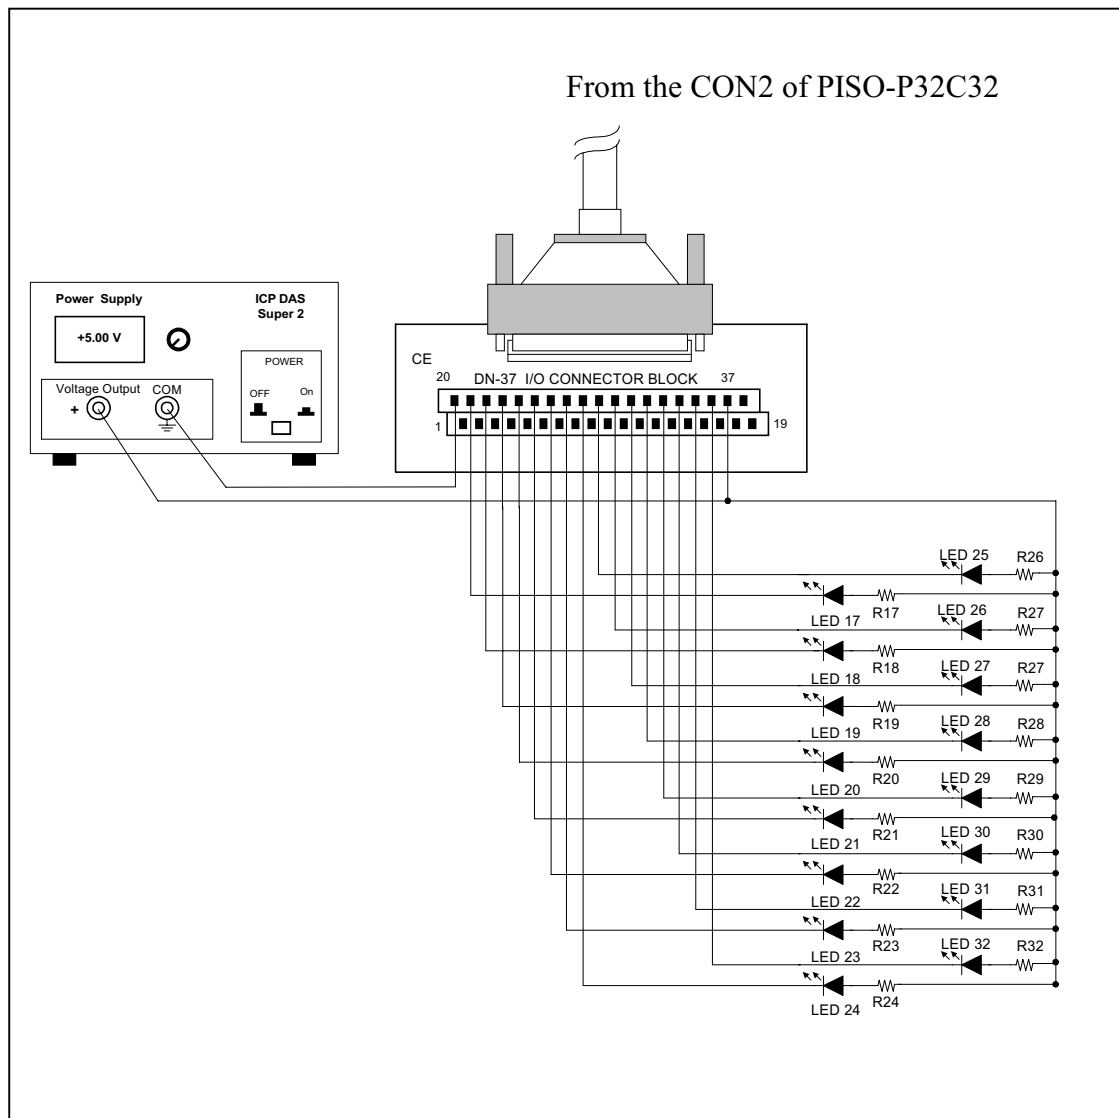 From the CON2 of PISO-P32C32
Power Supply
ICP DAS
Super 2
+5.00 V
POWER
OFF
On
Voltage Output
COM
+
CE
20
DN-37 I/O CONNECTOR BLOCK
37
1
19
LED 25
R26
R17
LED 17
LED 26
R27
R18
LED 18
LED 27
R27
R19
LED 19
LED 28
R28
R20
LED 20
LED 29
R29
R21
LED 21
LED 30
R30
R22
LED 22
LED 31
R31
R23
LED 23
LED 32
R32
R24
LED 24